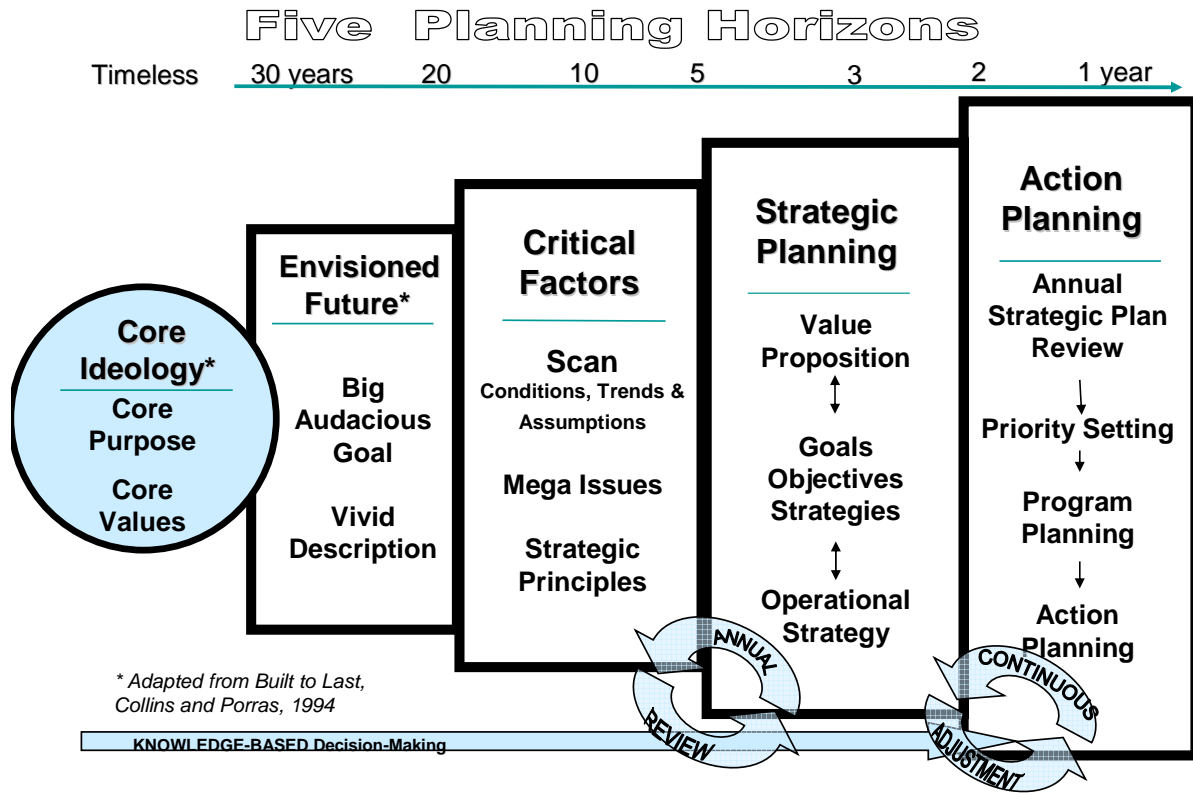 Five Planning Horizons
Timeless 30 years 20 10 5 3 2 1 year
Core
Ideology*
Core
Purpose
Core
Values
Envisioned
Future*
Big
Audacious
Goal
Vivid
Description
Critical
Factors
Scan
Conditions, Trends &
Assumptions
Mega Issues
Strategic
Principles
Strategic
Planning
Value
Proposition
Goals
Objectives
Strategies
Operational
Strategy
Action
Planning
Annual
Strategic Plan
Review
Priority Setting
Program
Planning
Action
Planning
ANNUAL
REVIEW
CONTINUOUS
ADJUSTMENT
* Adapted from Built to Last,
Collins and Porras, 1994
KNOWLEDGE-BASED Decision-Making